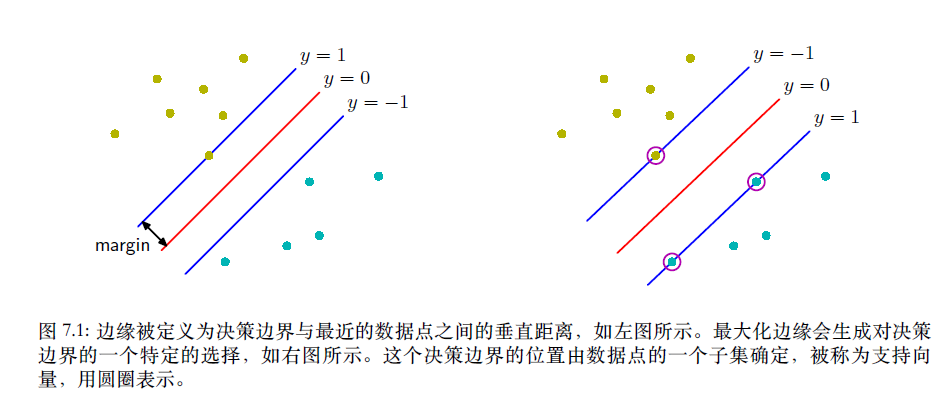 y = 1
y = 0
y = −1
margin
y = −1
y = 0
y = 1
图 7.1: 边缘被定义为决策边界与最近的数据点之间的垂直距离，如左图所示。最大化边缘会生成对决策
边界的一个特定的选择，如右图所示。这个决策边界的位置由数据点的一个子集确定，被称为支持向
量，用圆圈表示。